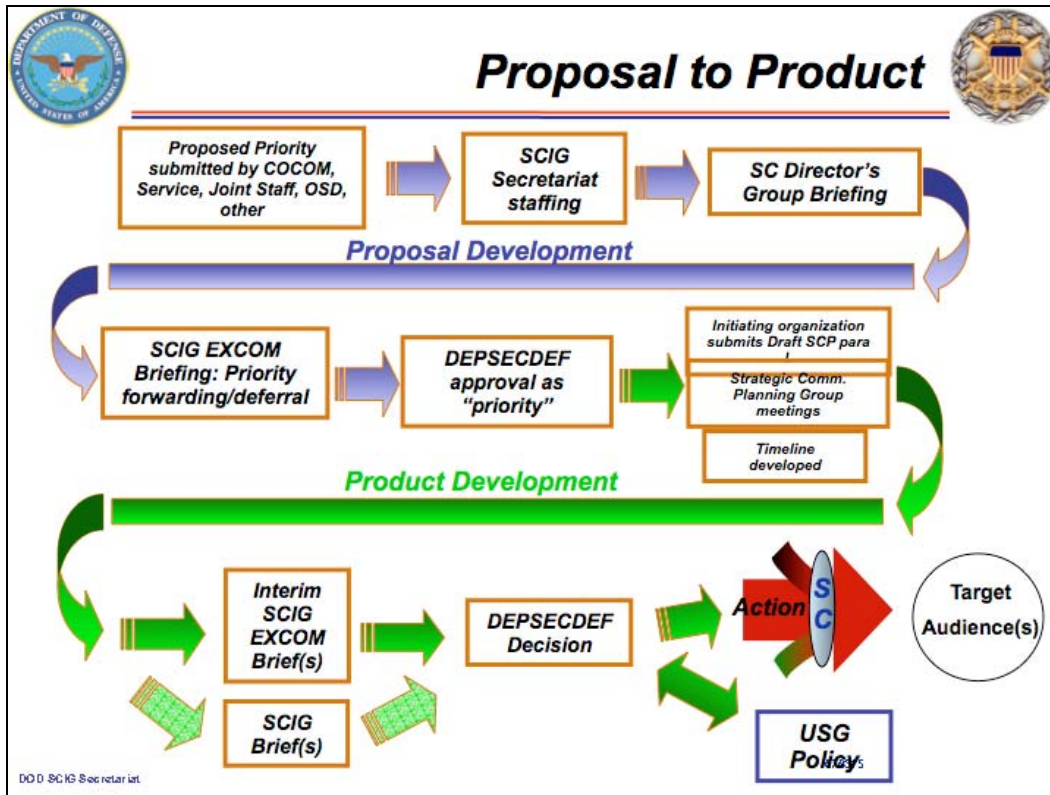 DEPARTMENT OF DEFENSE
UNITED STATES OF AMERICA
Proposal to Product
Proposed Priority
submitted by COCOM,
Service, Joint Staff, OSD,
other
SCIG
Secretariat
staffing
SC Director's
Group Briefing
Proposal Development
SCIG EXCOM
Briefing: Priority
forwarding/deferral
DEPSECDEF
approval as
“priority”
Initiating organization
submits Draft SCP para
Strategic Comm.
Planning Group
meetings
Timeline
developed
Product Development
Interim
SCIG
EXCOM
Brief(s)
SCIG
Brief(s)
DEPSECDEF
Decision
Action
SC
Target
Audience(s)
USG
Policy
DOD SCIG Secretariat